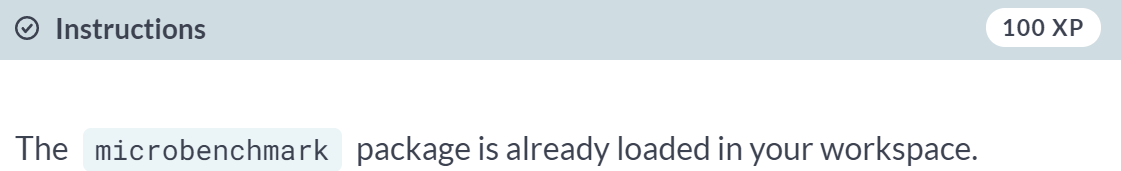 Instructions
100 XP
The microbenchmark package is already loaded in your workspace.